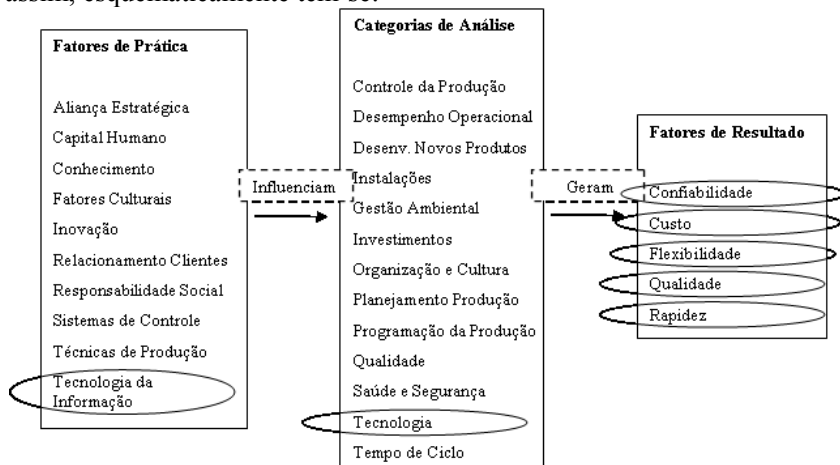 assim, esquematicamente tem-se:
Fatores de Prática
Aliança Estratégica
Capital Humano
Conhecimento
Fatores Culturais
Inovação
Relacionamento Clientes
Responsabilidade Social
Sistemas de Controle
Técnicas de Produção
Tecnologia da
Informação
Influenciam
Categorias de Análise
Controle da Produção
Desempenho Operacional
Desenv. Novos Produtos
Instalações
Gestão Ambiental
Investimentos
Organização e Cultura
Planejamento Produção
Programação da Produção
Qualidade
Saúde e Segurança
Tecnologia
Tempo de Ciclo
Geram
Fatores de Resultado
Confiabilidade
Custo
Flexibilidade
Qualidade
Rapidez